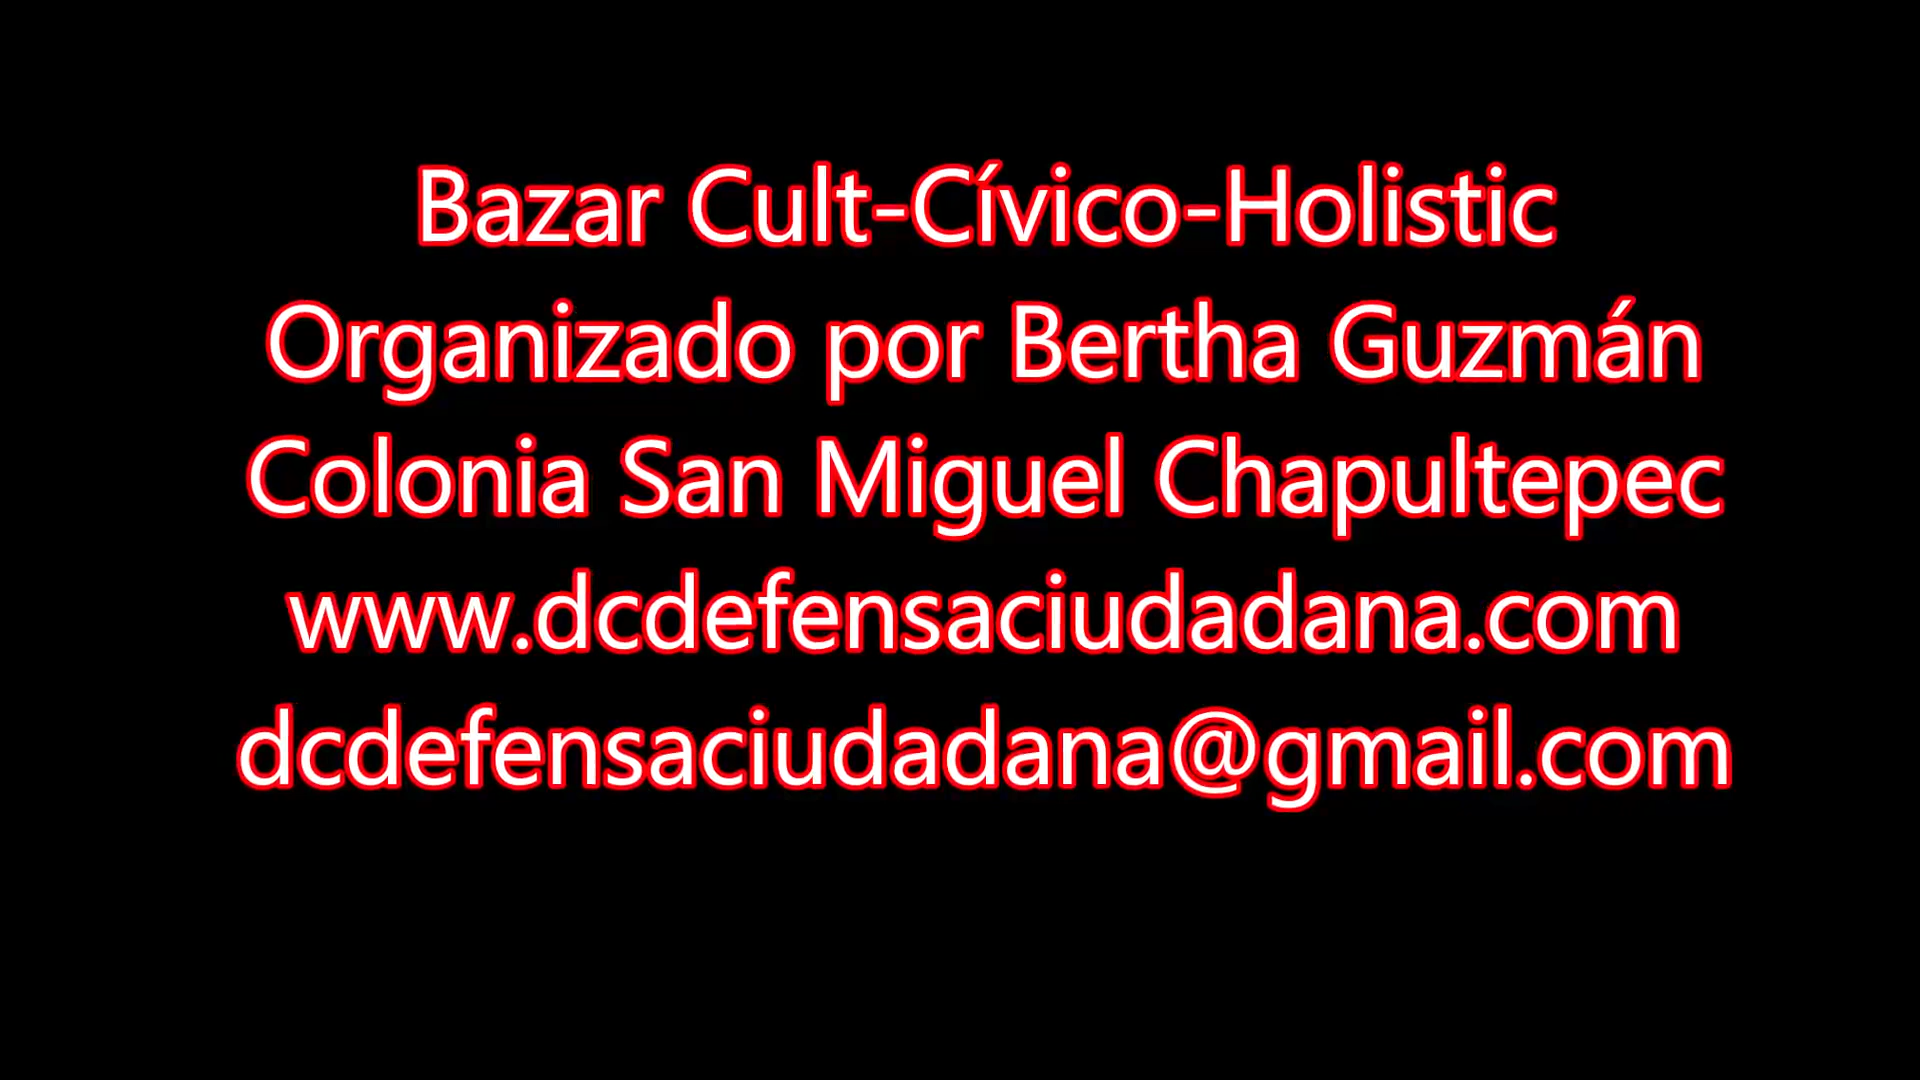 Bazar Cult-Cívico-Holistic
Organizado por Bertha Guzmán
Colonia San Miguel Chapultepec
www.dcdefensaciudadana.com
dcdefensaciudadana@gmail.com